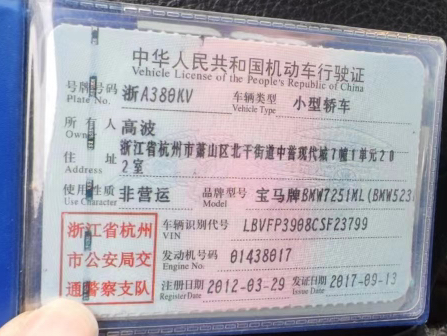 中华人民共和国机动车行驶证
Vehicle License of the People's Republic of China
号牌号码 浙A380KV 车辆类型 小型轿车
Plate No. Vehicle Type
所有人 高波
Owner
浙江省杭州市萧山区北干街道中誉现代城7幢1单元202室
住址
Address
使用性质 非营运 品牌型号 宝马牌BMW7251ML(BMW523
Use Character Model
浙江省杭州市公安局交通警察支队
车辆识别代号 LBVFP3908CSF23799
VIN
发动机号码 01438017
Engine No.
注册日期 2012-03-29 发证日期 2017-09-13
Register Date Issue Date